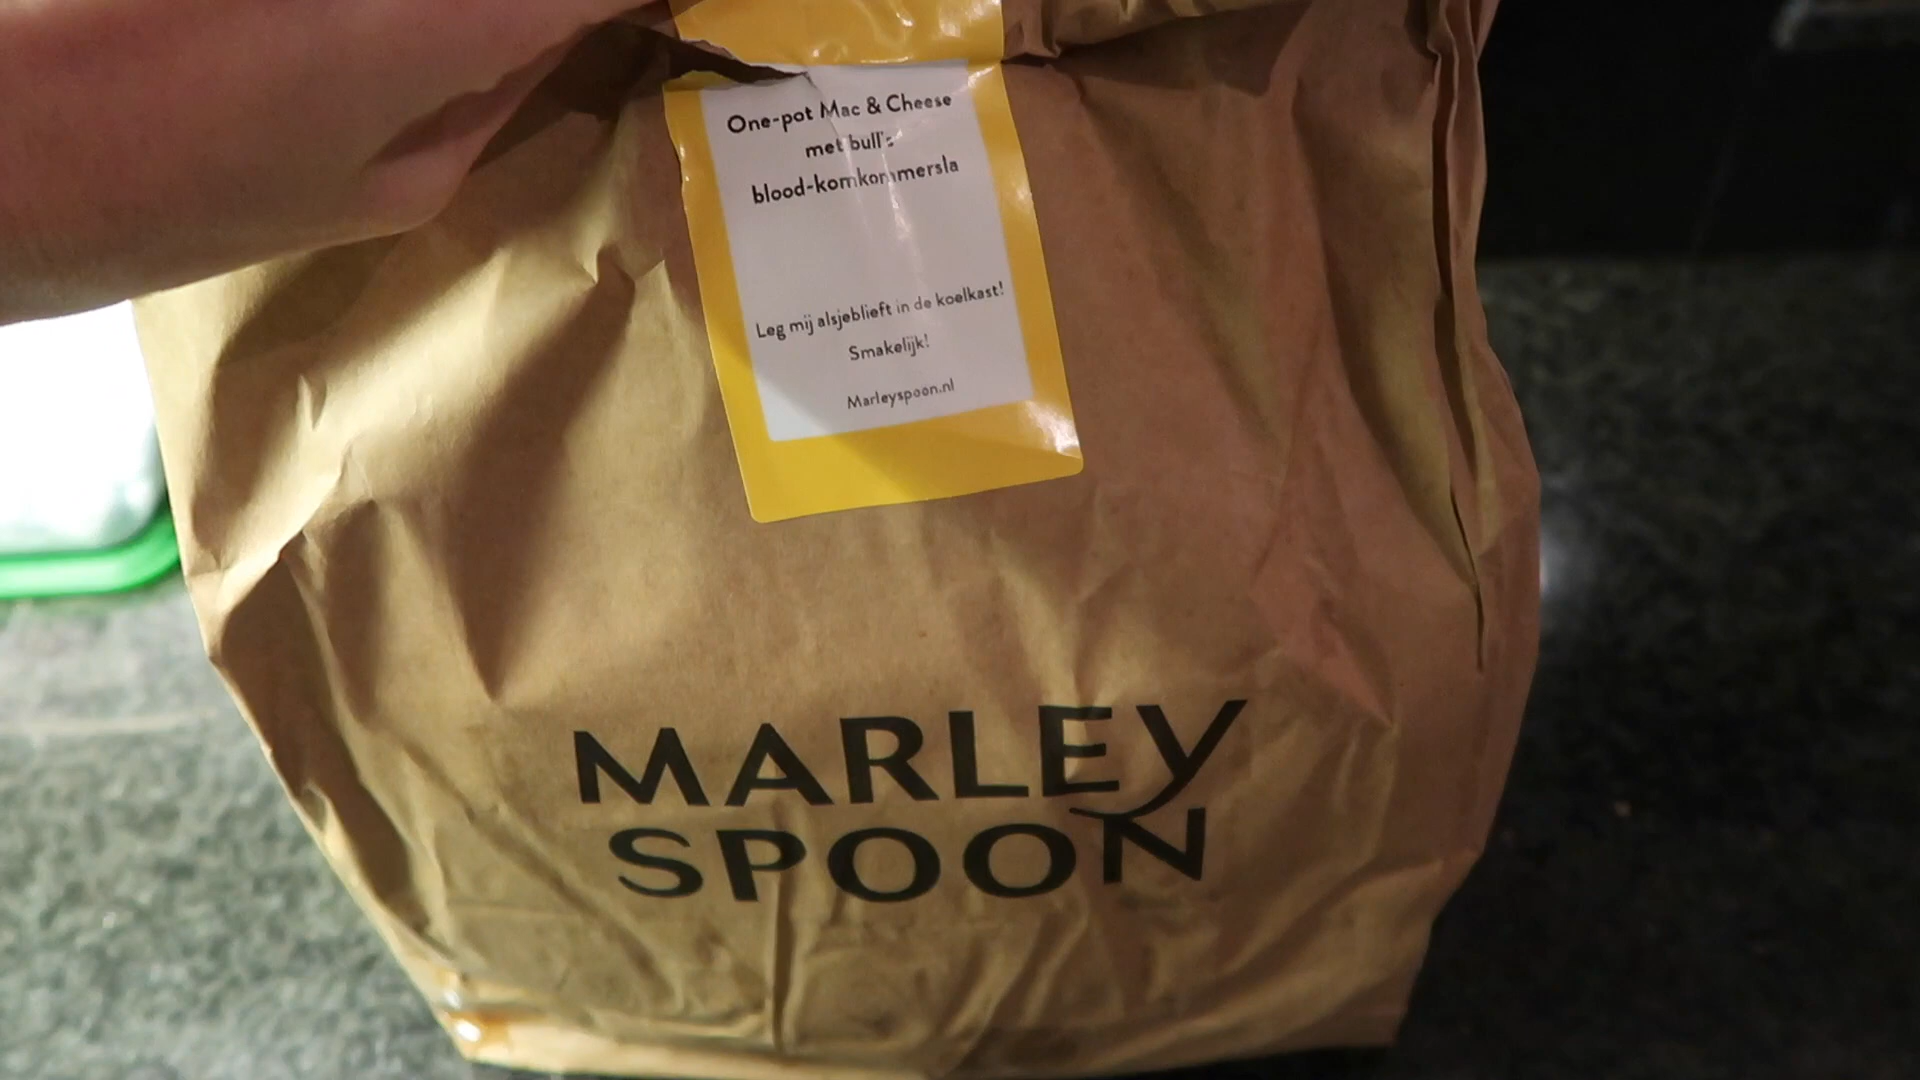 One-pot Mac & Cheese
met bull's
blood-komkommersla
Leg mij alsjeblieft in de koelkast!
Smakelijk!
Marleyspoon.nl
MARLEY
SPOON